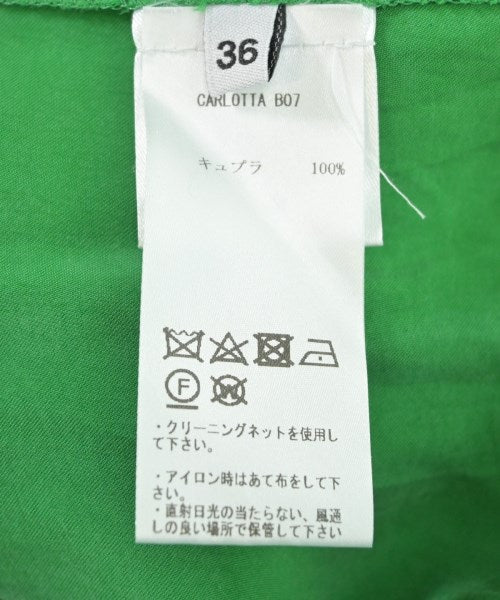 36
CARLOTTA B07
キュプラ 100%
F
W
・クリーニングネットを使用し
て下さい。
・アイロン時はあて布をして下
さい。
・直射日光の当たらない、風通
しの良い場所で保管して下さい